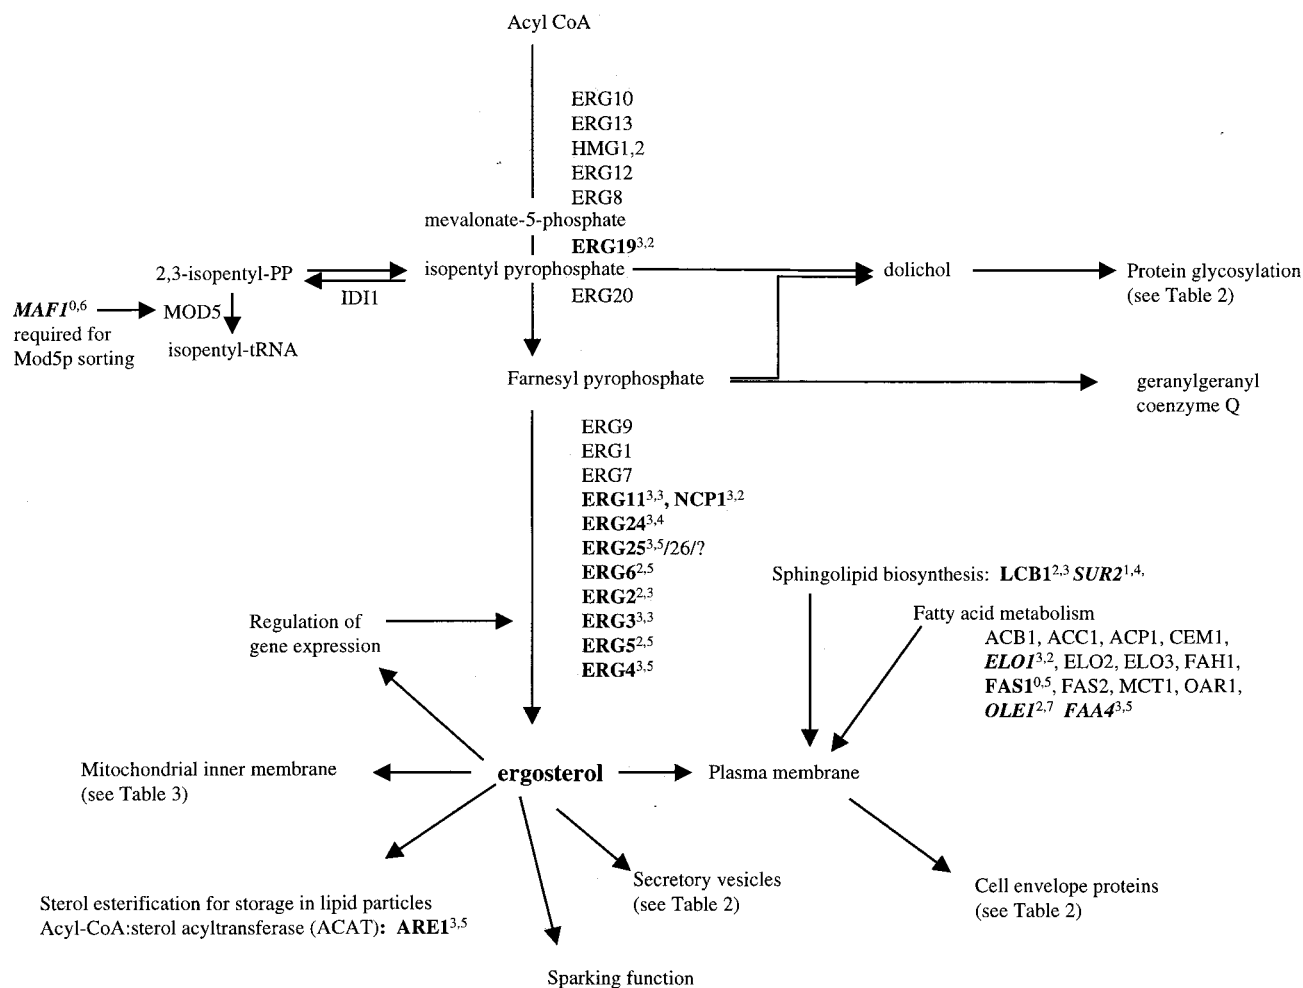 Acyl CoA
ERG10
ERG13
HMG1,2
ERG12
ERG8
mevalonate-5-phosphate
ERG193,2
2,3-isopentyl-PP
isopentyl pyrophosphate
dolichol
Protein glycosylation
(see Table 2)
IDI1
ERG20
MAF10,6
required for
Mod5p sorting
MOD5
isopentyl-tRNA
Farnesyl pyrophosphate
geranylgeranyl
coenzyme Q
ERG9
ERG1
ERG7
ERG113,3, NCP13,2
ERG243,4
ERG253,5/26/?
ERG62,5
ERG22,3
ERG33,3
ERG52,5
ERG43,5
Regulation of
gene expression
Sphingolipid biosynthesis: LCB12,3 SUR21,4,
Fatty acid metabolism
ACB1, ACC1, ACP1, CEM1,
ELO13,2, ELO2, ELO3, FAH1,
FAS10,5, FAS2, MCT1, OAR1,
OLE12,7 FAA43,5
Mitochondrial inner membrane
(see Table 3)
ergosterol
Plasma membrane
Sterol esterification for storage in lipid particles
Acyl-CoA:sterol acyltransferase (ACAT): ARE13,5
Secretory vesicles
(see Table 2)
Cell envelope proteins
(see Table 2)
Sparking function